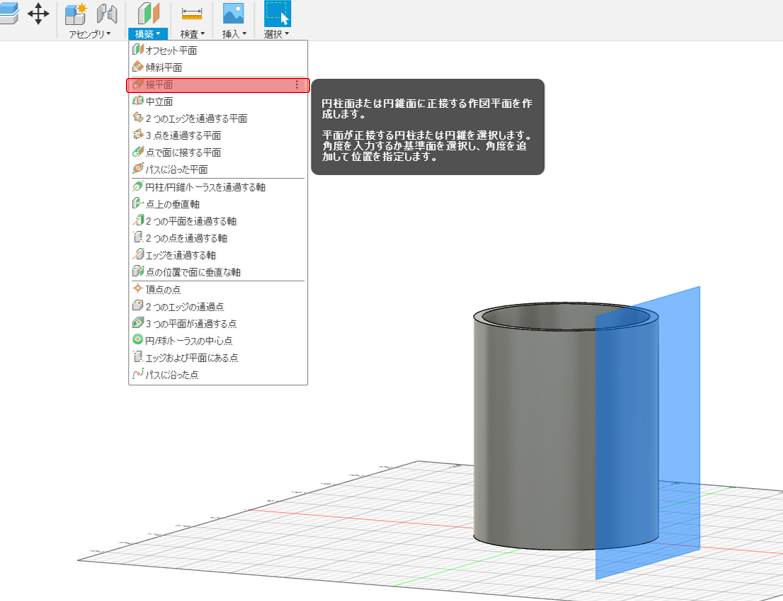 アセンブリ▼
構築▼
検査▼
挿入▼
選択▼
オフセット平面
傾斜平面
接平面
中立面
2 つのエッジを通過する平面
3 点を通過する平面
点で面に接する平面
パスに沿った平面
円柱/円錐/トーラスを通過する軸
点上の垂直軸
2 つの平面を通過する軸
2 つの点を通過する軸
エッジを通過する軸
点の位置で面に垂直な軸
頂点の点
2 つのエッジの通過点
3 つの平面が通過する点
円/球/トーラスの中心点
エッジおよび平面にある点
パスに沿った点
円柱面または円錐面に正接する作図平面を作
成します。
平面が正接する円柱または円錐を選択します。
角度を入力するか基準面を選択し、角度を追
加して位置を指定します。